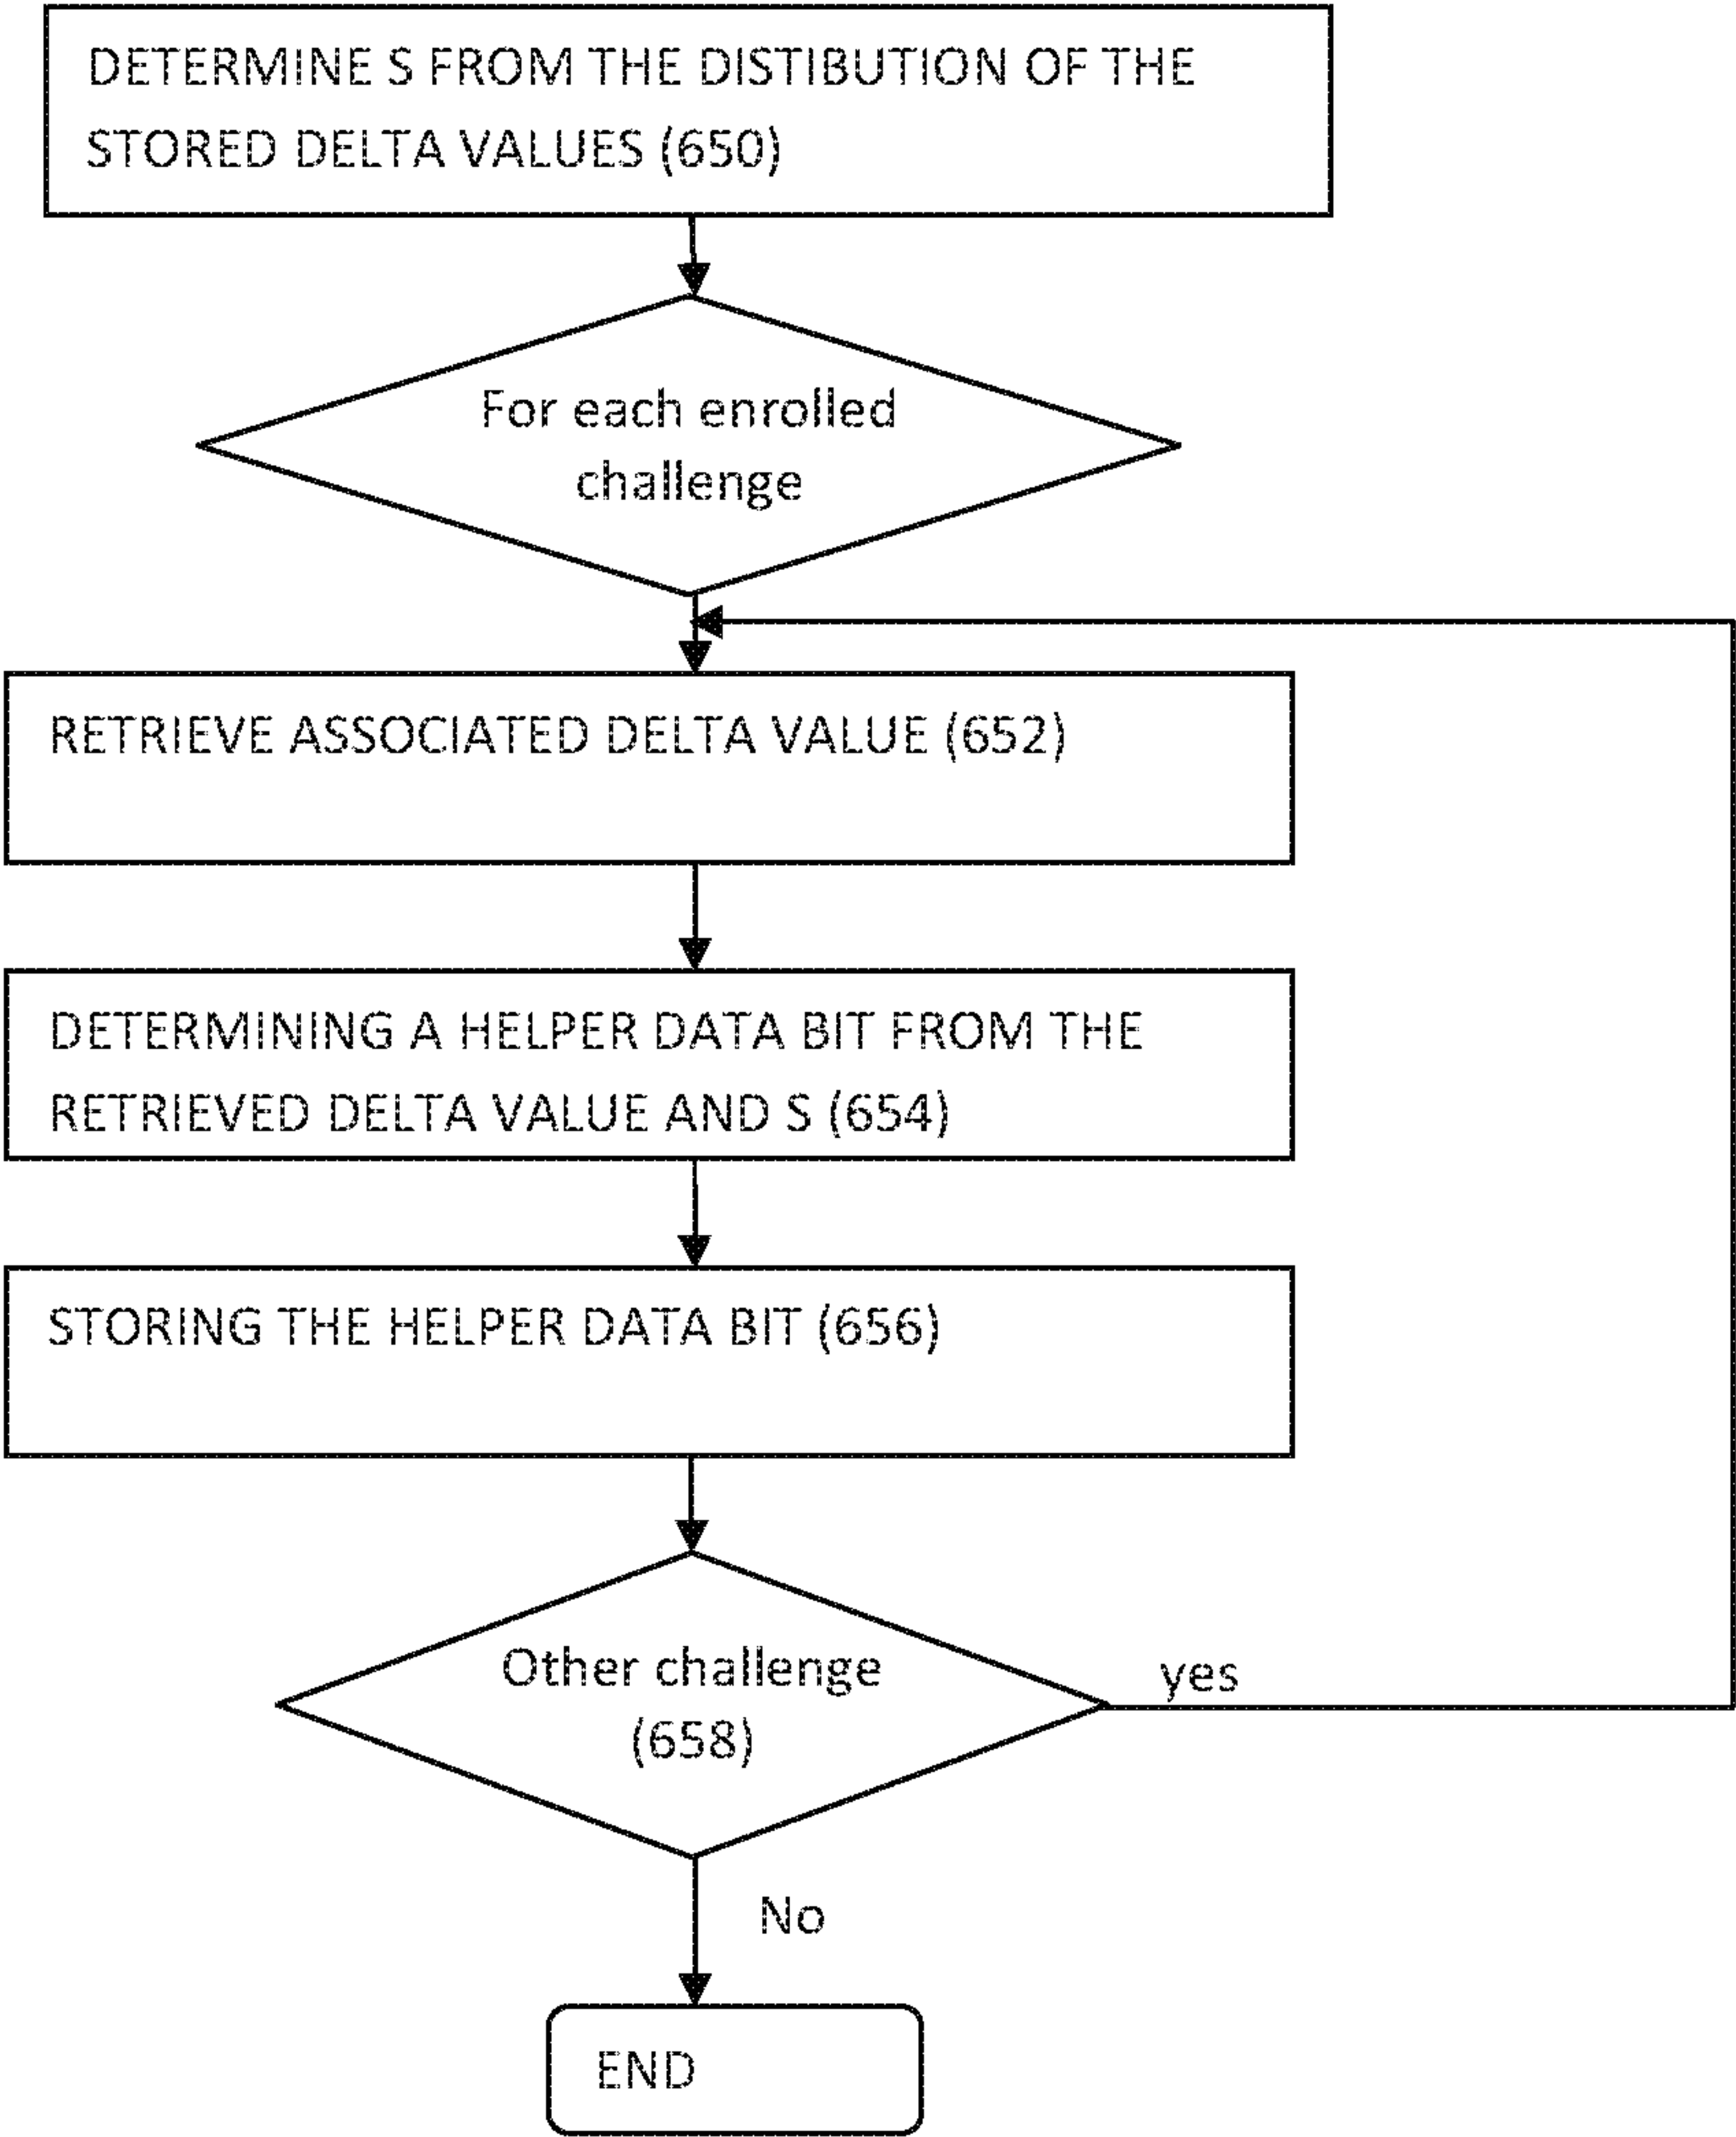 DETERMINE S FROM THE DISTIBUTION OF THE
STORED DELTA VALUES (650)
For each enrolled
challenge
RETRIEVE ASSOCIATED DELTA VALUE (652)
DETERMINING A HELPER DATA BIT FROM THE
RETRIEVED DELTA VALUE AND S (654)
STORING THE HELPER DATA BIT (656)
Other challenge
(658)
yes
No
END